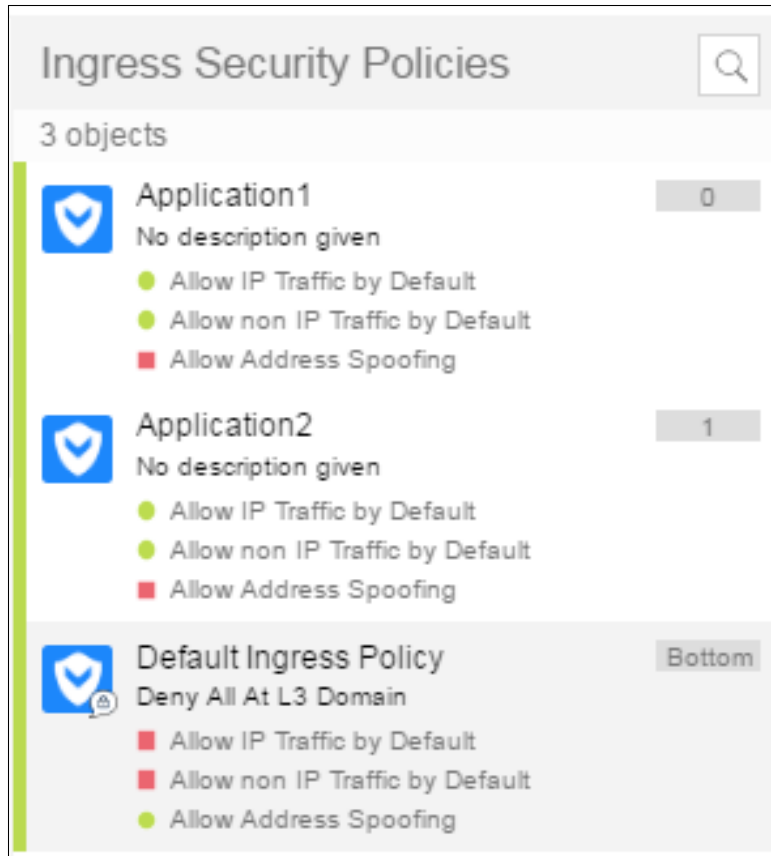 Ingress Security Policies
3 objects
Application1
0
No description given
Allow IP Traffic by Default
Allow non IP Traffic by Default
Allow Address Spoofing
Application2
1
No description given
Allow IP Traffic by Default
Allow non IP Traffic by Default
Allow Address Spoofing
Default Ingress Policy
Bottom
Deny All At L3 Domain
Allow IP Traffic by Default
Allow non IP Traffic by Default
Allow Address Spoofing